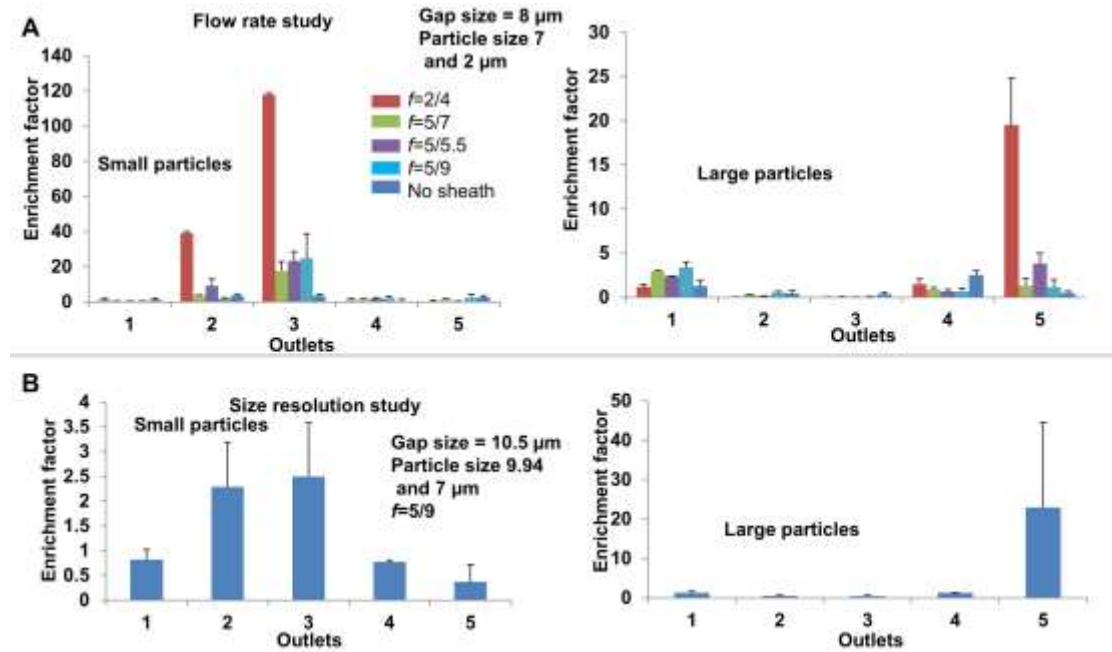 A
Flow rate study
Gap size = 8 µm
Particle size 7
and 2 µm
Enrichment factor
140
120
100
80
60
40
20
0
Small particles
f=2/4
f=5/7
f=5/5.5
f=5/9
No sheath
1 2 3 4 5
Outlets
Enrichment factor
30
25
20
15
10
5
0
Large particles
1 2 3 4 5
Outlets
B
Size resolution study
Small particles
Gap size = 10.5 µm
Particle size 9.94
and 7 µm
f=5/9
Enrichment factor
4
3.5
3
2.5
2
1.5
1
0.5
0
1 2 3 4 5
Outlets
Enrichment factor
50
40
30
20
10
0
Large particles
1 2 3 4 5
Outlets